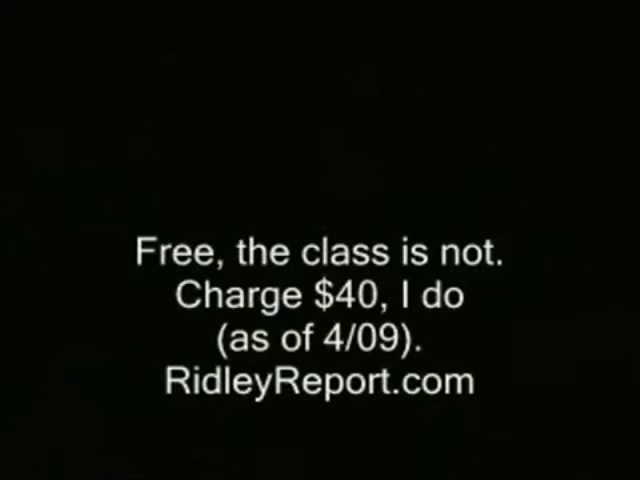 Free, the class is not.
Charge $40, I do
(as of 4/09).
RidleyReport.com